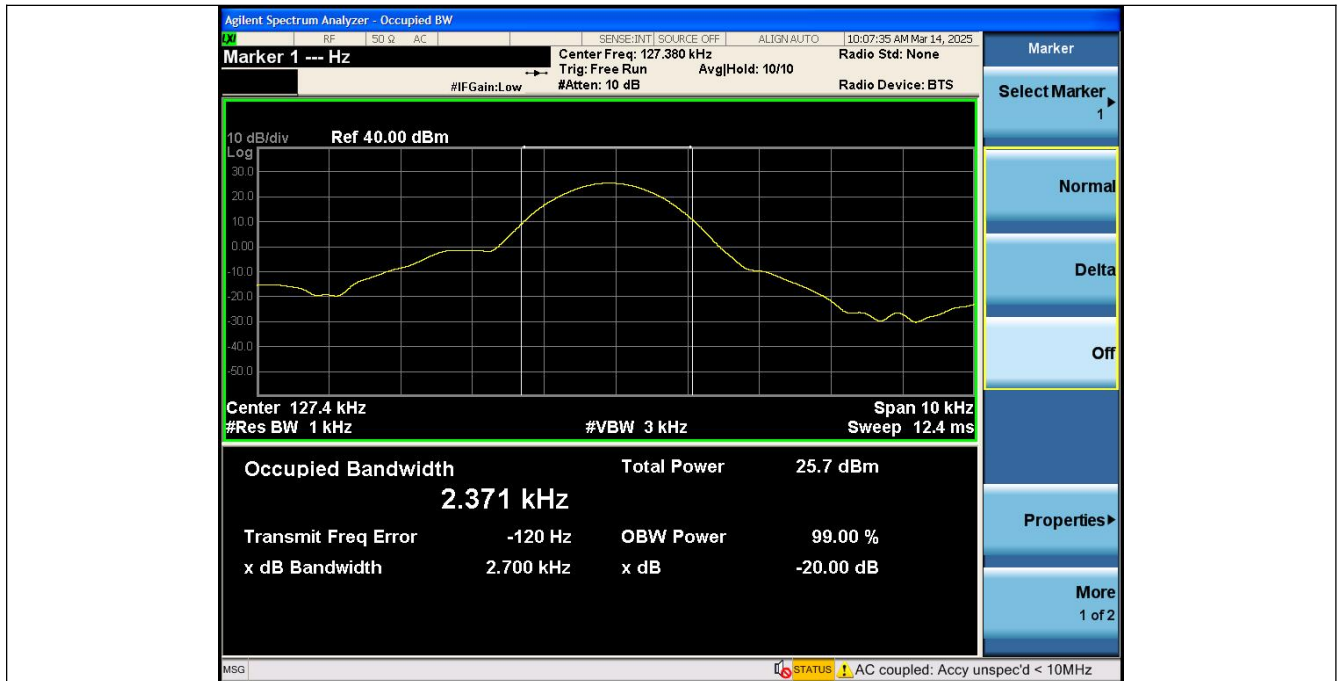 Agilent Spectrum Analyzer - Occupied BW
LXI RF 50 Ω AC SENSE:INT SOURCE OFF ALIGN AUTO 10:07:35 AM Mar 14, 2025
Marker 1 --- Hz
Center Freq: 127.380 kHz
Radio Std: None
Trig: Free Run Avg|Hold: 10/10
#IFGain:Low
#Atten: 10 dB
Radio Device: BTS
10 dB/div Ref 40.00 dBm
Log
30.0
20.0
10.0
0.00
-10.0
-20.0
-30.0
-40.0
-50.0
Center 127.4 kHz Span 10 kHz
#Res BW 1 kHz #VBW 3 kHz Sweep 12.4 ms
Occupied Bandwidth Total Power 25.7 dBm
2.371 kHz
Transmit Freq Error -120 Hz OBW Power 99.00 %
x dB Bandwidth 2.700 kHz x dB -20.00 dB
MSG STATUS AC coupled: Accy unspec'd < 10MHz
Marker
Select Marker
1
Normal
Delta
Off
Properties
More
1 of 2